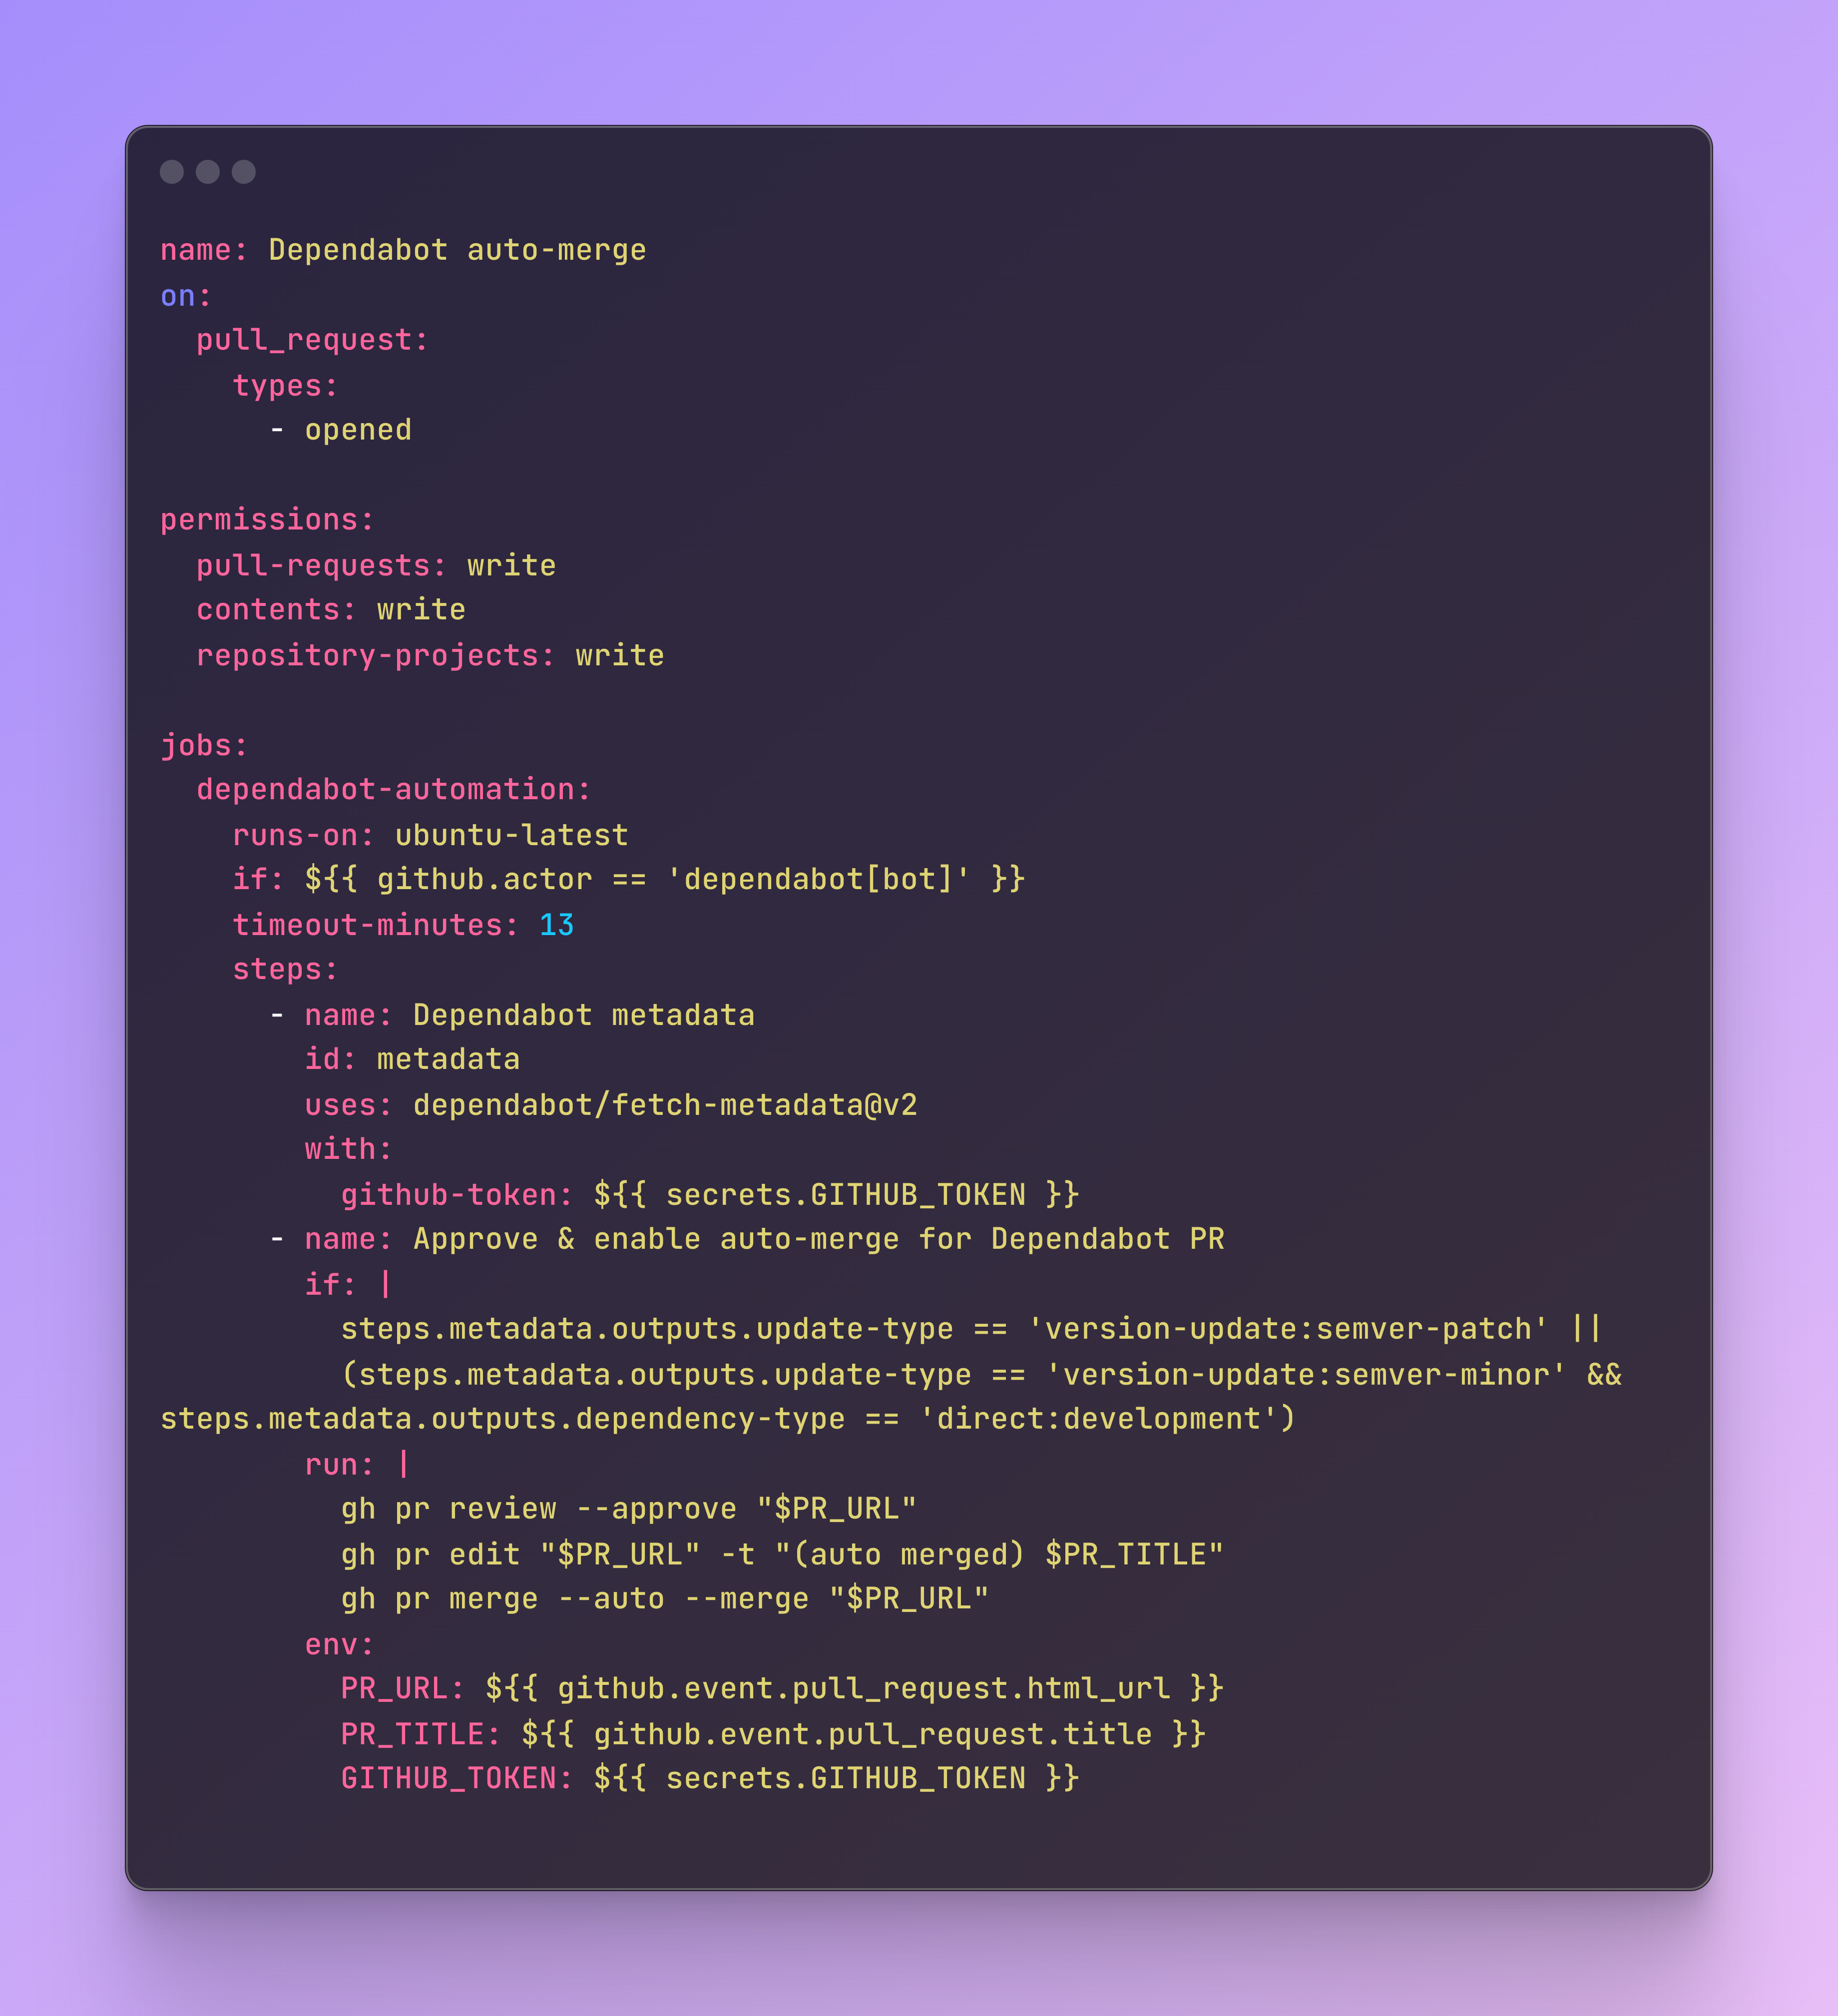 name: Dependabot auto-merge
on:
  pull_request:
    types:
      - opened

permissions:
  pull-requests: write
  contents: write
  repository-projects: write

jobs:
  dependabot-automation:
    runs-on: ubuntu-latest
    if: ${{ github.actor == 'dependabot[bot]' }}
    timeout-minutes: 13
    steps:
      - name: Dependabot metadata
        id: metadata
        uses: dependabot/fetch-metadata@v2
        with:
          github-token: ${{ secrets.GITHUB_TOKEN }}
      - name: Approve & enable auto-merge for Dependabot PR
        if: |
          steps.metadata.outputs.update-type == 'version-update:semver-patch' ||
          (steps.metadata.outputs.update-type == 'version-update:semver-minor' &&
steps.metadata.outputs.dependency-type == 'direct:development')
        run: |
          gh pr review --approve "$PR_URL"
          gh pr edit "$PR_URL" -t "(auto merged) $PR_TITLE"
          gh pr merge --auto --merge "$PR_URL"
        env:
          PR_URL: ${{ github.event.pull_request.html_url }}
          PR_TITLE: ${{ github.event.pull_request.title }}
          GITHUB_TOKEN: ${{ secrets.GITHUB_TOKEN }}